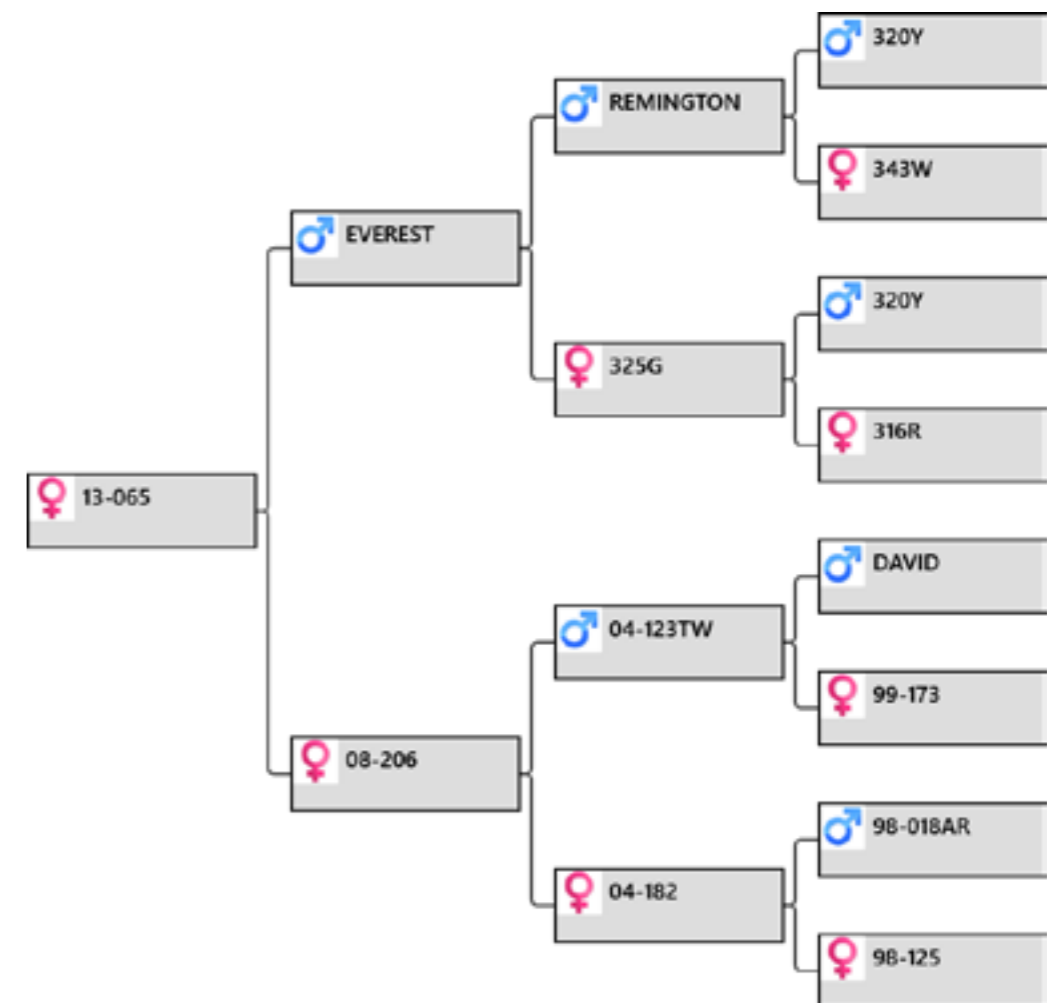 320Y
REMINGTON
343W
EVEREST
320Y
325G
316R
13-065
DAVID
04-123TW
99-173
08-206
98-018AR
04-182
98-125